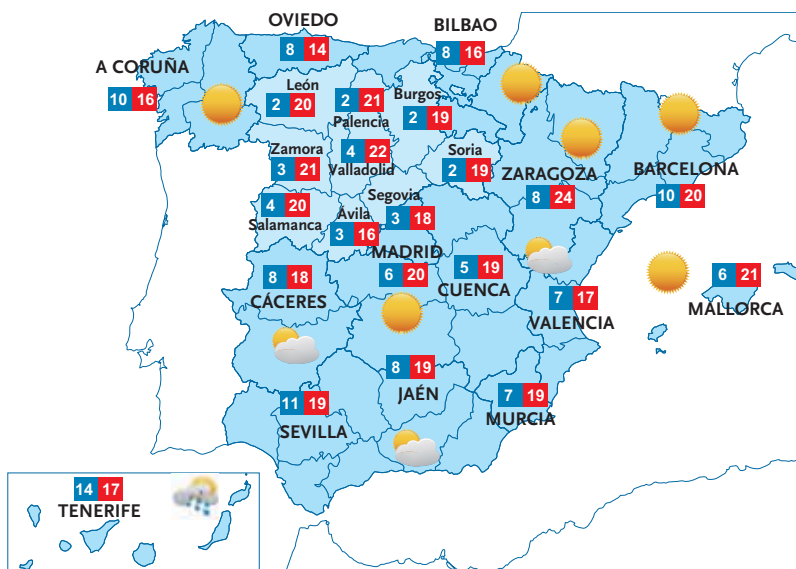 OVIEDO
8 14
BILBAO
8 16
A CORUÑA
10 16
León
2 20
2 21
Palencia
Burgos
2 19
Zamora
3 21
4 22
Valladolid
Soria
2 19
ZARAGOZA
8 24
BARCELONA
10 20
4 20
Salamanca
Ávila
3 16
Segovia
3 18
MADRID
6 20
5 19
CUENCA
8 18
CÁCERES
7 17
VALENCIA
6 21
MALLORCA
8 19
JAÉN
11 19
SEVILLA
7 19
MURCIA
14 17
TENERIFE